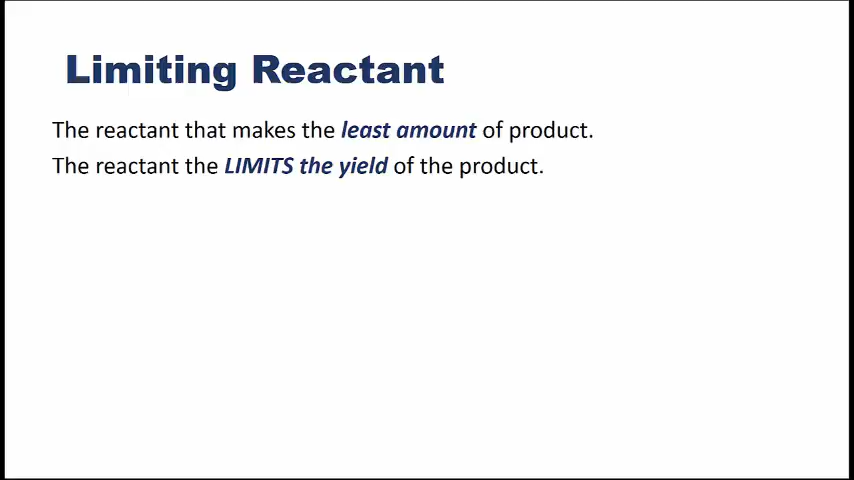 Limiting Reactant
The reactant that makes the least amount of product.
The reactant the LIMITS the yield of the product.